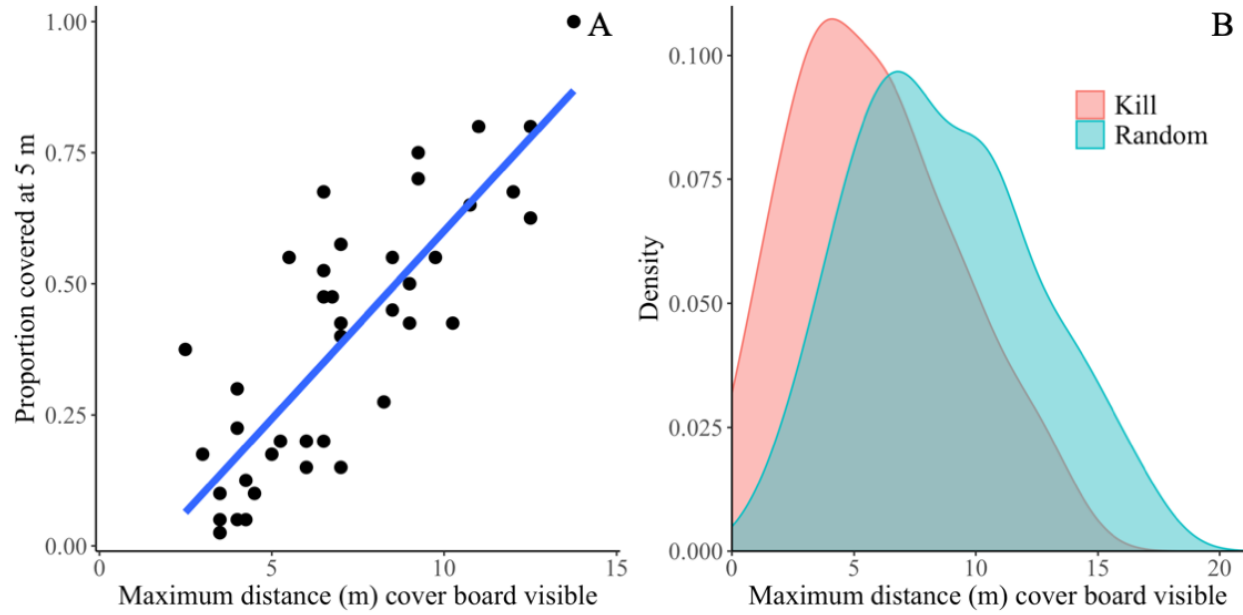 A
Proportion covered at 5 m
1.00
0.75
0.50
0.25
0.00
0 5 10 15
Maximum distance (m) cover board visible
B
Density
0.100
0.075
0.050
0.025
0.000
Kill
Random
0 5 10 15 20
Maximum distance (m) cover board visible